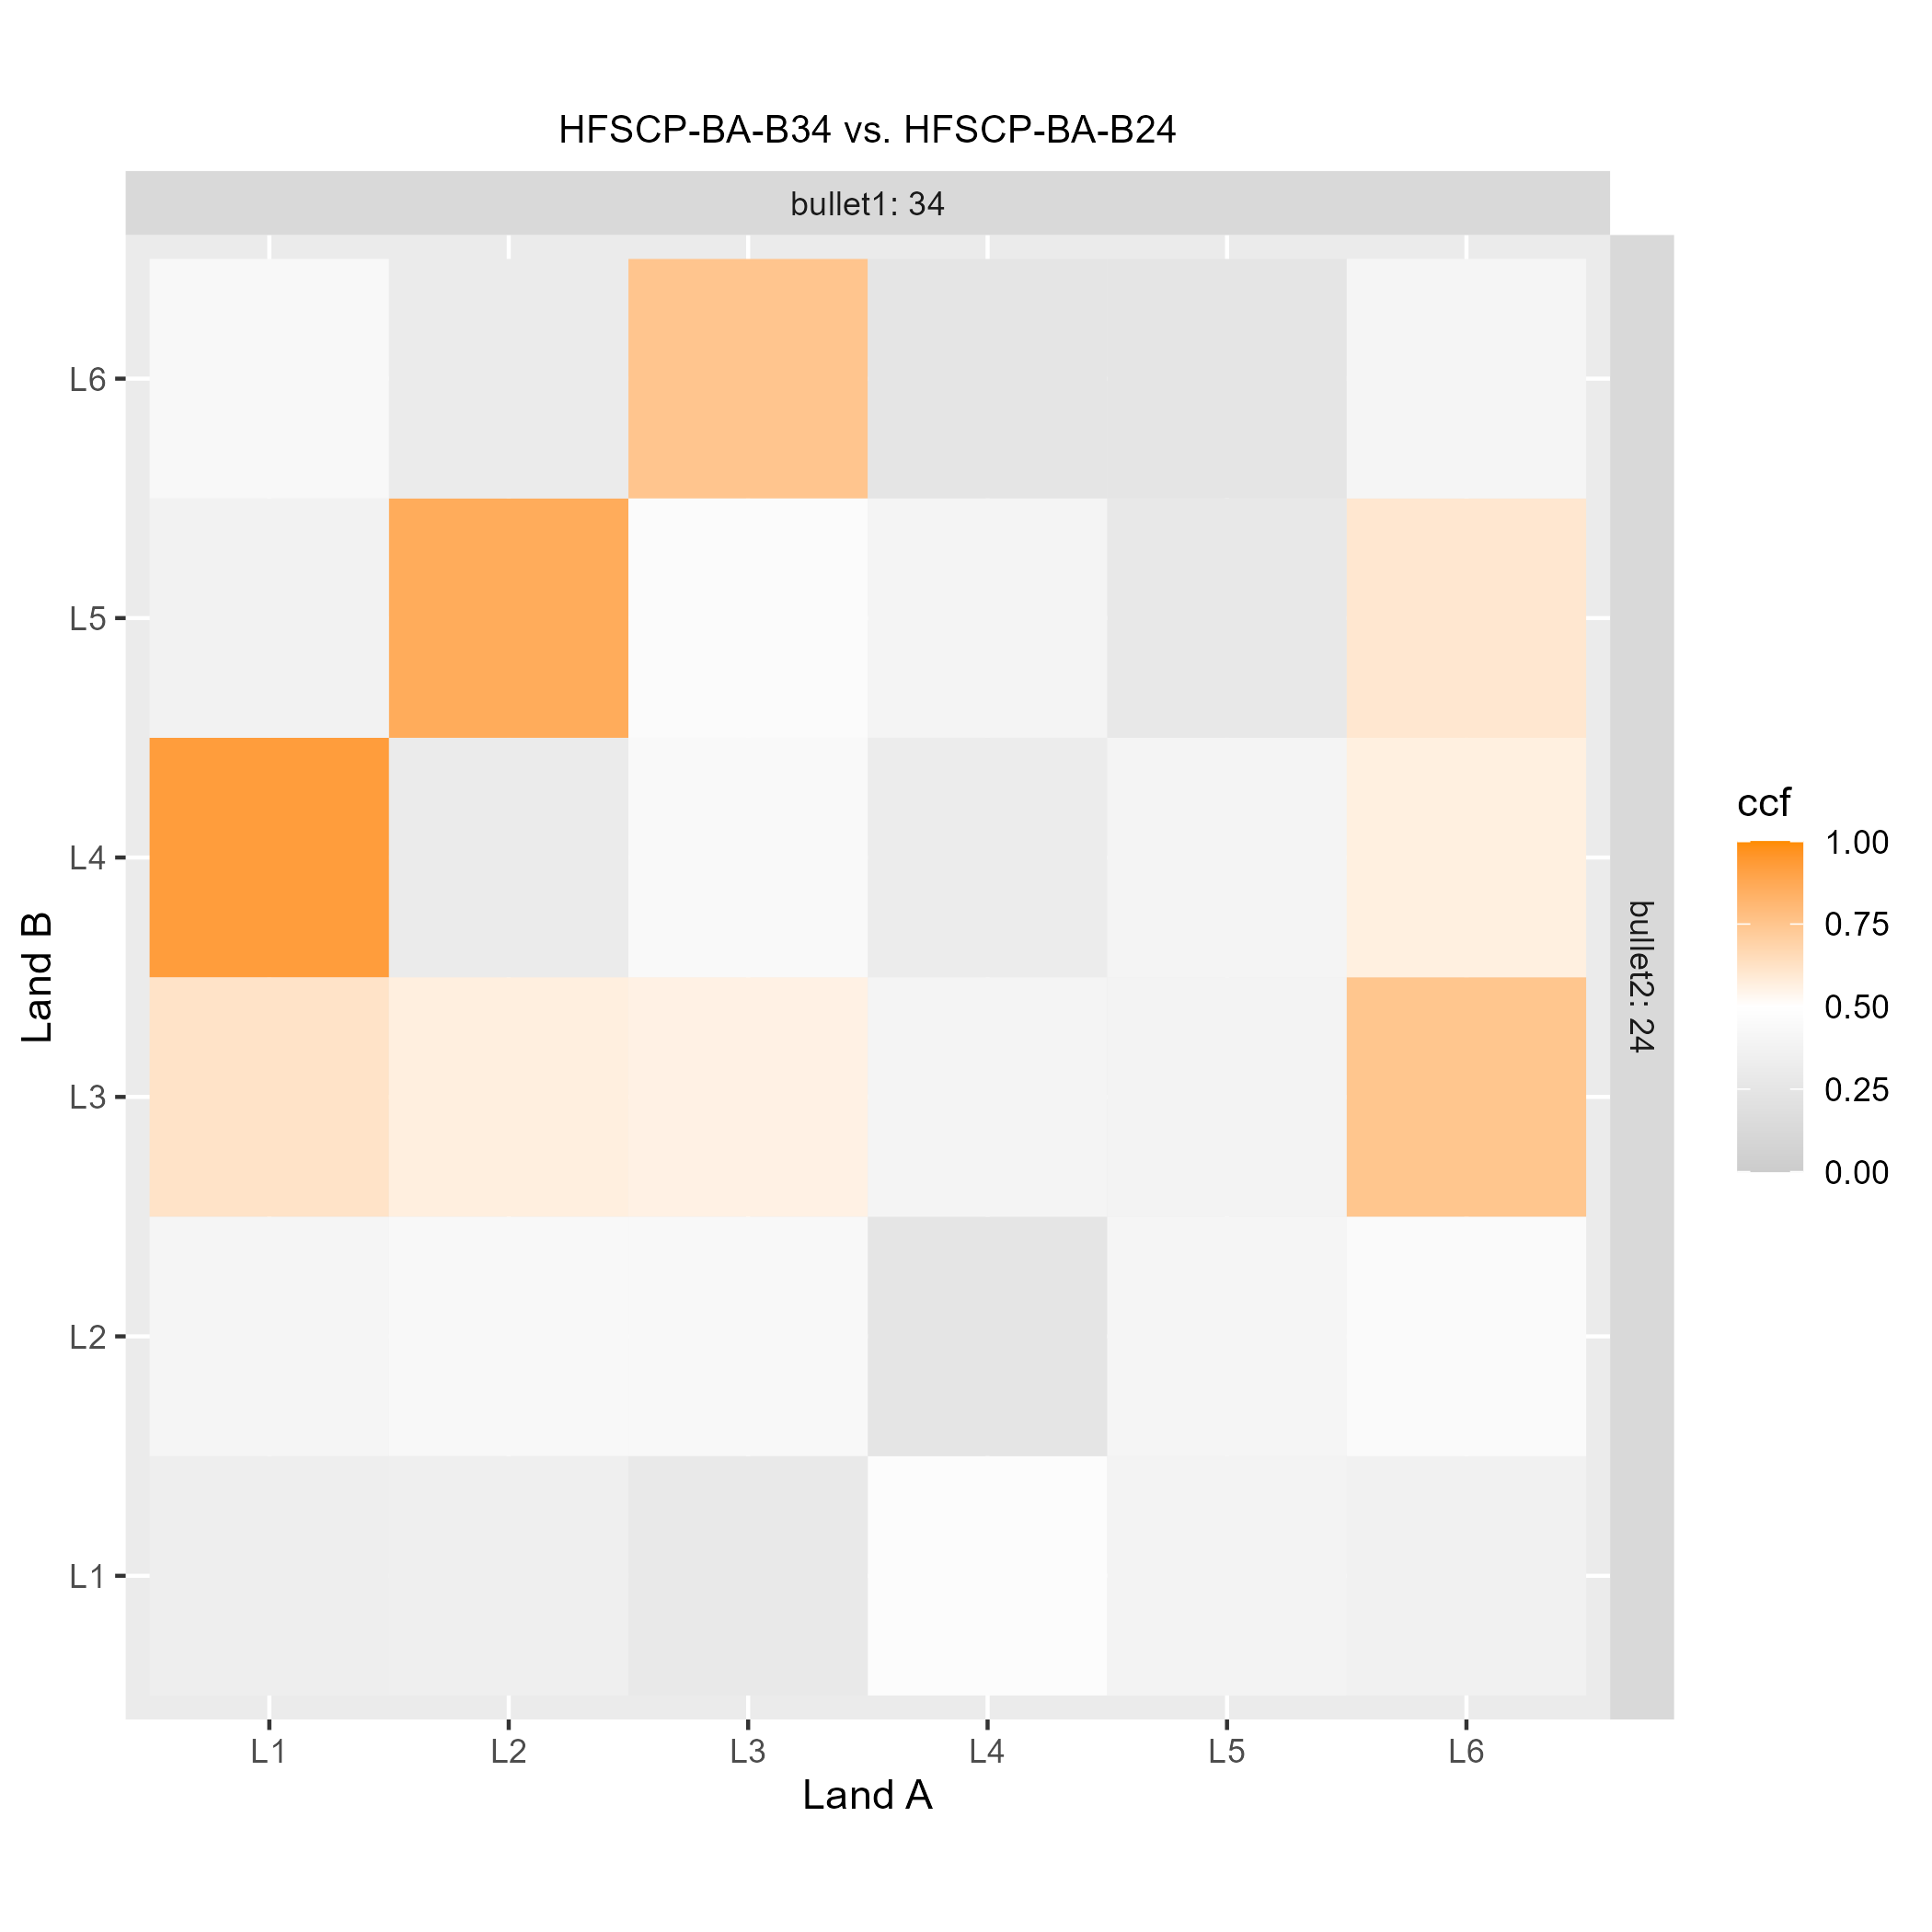 HFSCP-BA-B34 vs. HFSCP-BA-B24
bullet1: 34
bullet2: 24
L6
L5
L4
L3
L2
L1
Land B
L1 L2 L3 L4 L5 L6
Land A
ccf
1.00
0.75
0.50
0.25
0.00